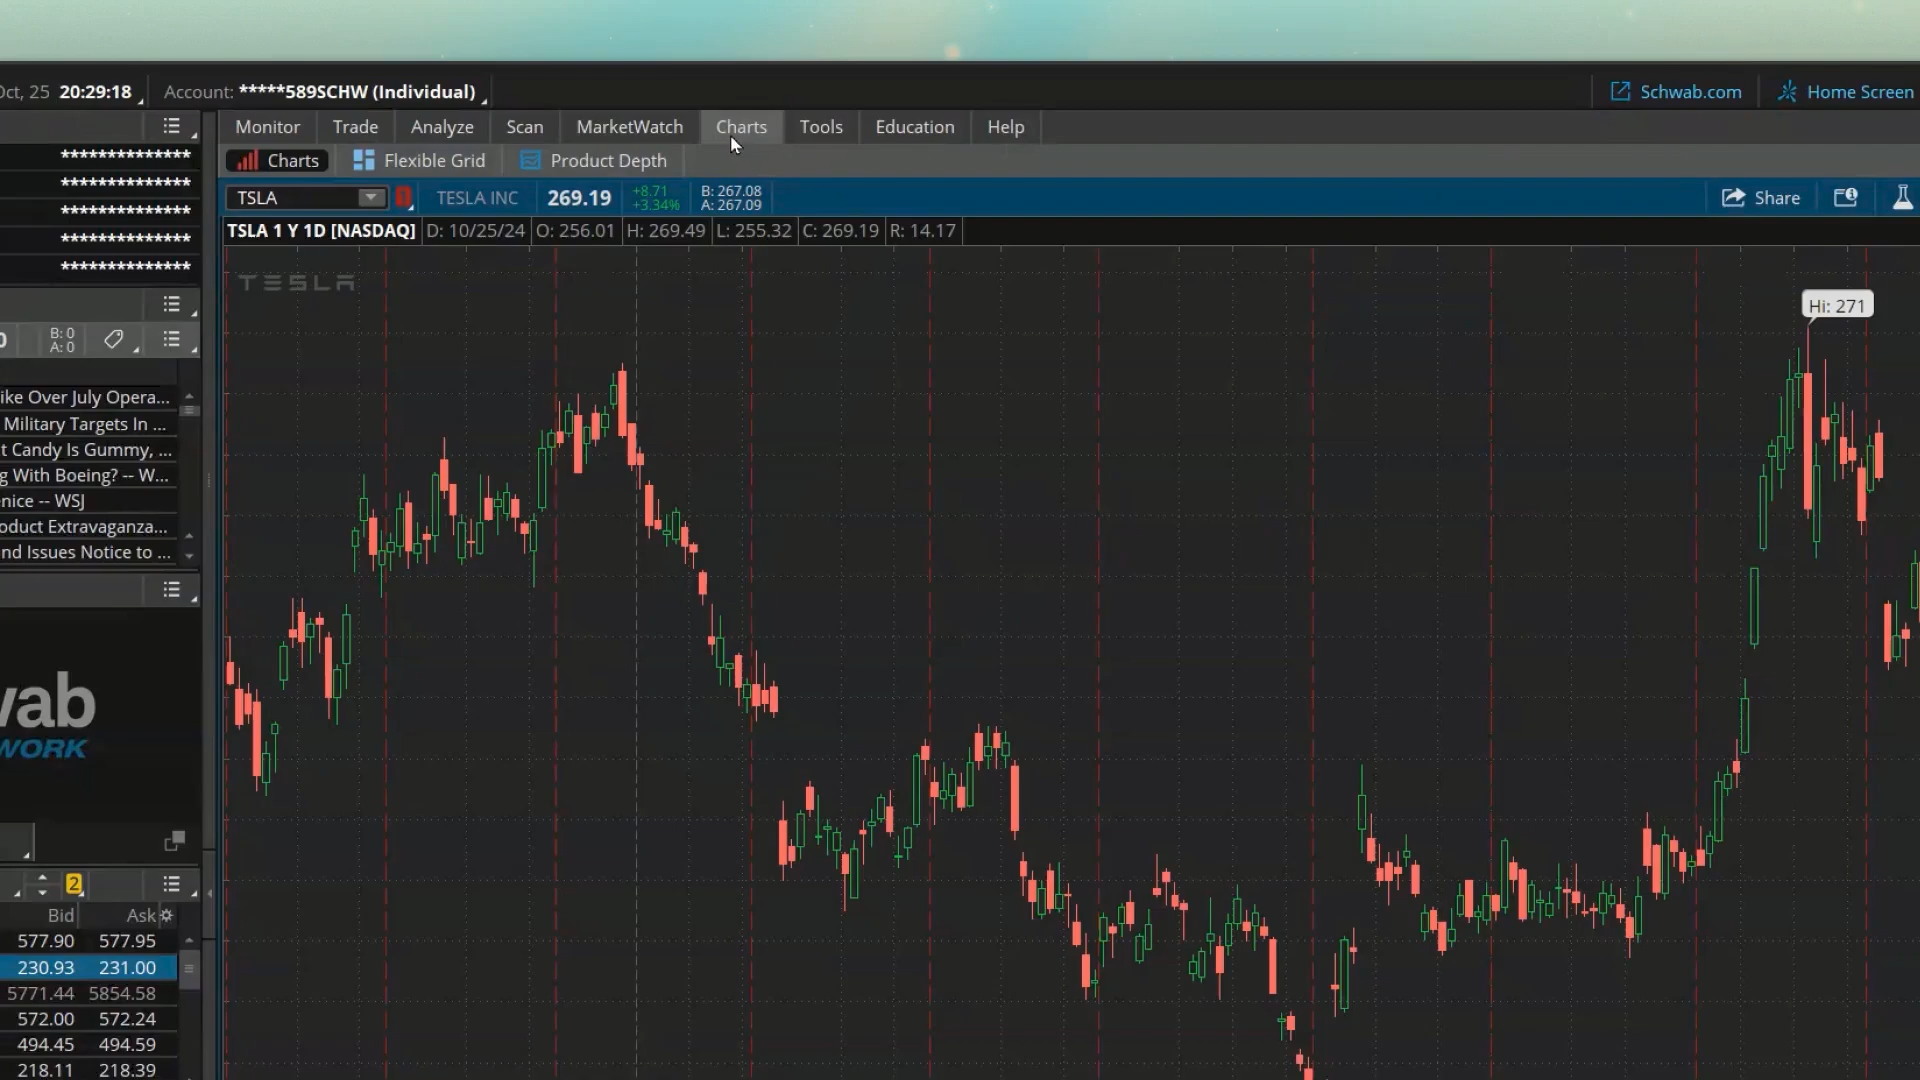 Oct, 25 20:29:18 Account: *****589SCHW (Individual) Schwab.com Home Screen
Monitor Trade Analyze Scan MarketWatch Charts Tools Education Help
Charts Flexible Grid Product Depth
TSLA TESLA INC 269.19 +8.71 +3.34% B: 267.08 A: 267.09 Share
TSLA 1 Y 1D [NASDAQ] D: 10/25/24 O: 256.01 H: 269.49 L: 255.32 C: 269.19 R: 14.17
TESLA
Hi: 271
**************
**************
**************
**************
**************
B: 0
A: 0
ike Over July Opera...
Military Targets In ...
t Candy Is Gummy, ...
g With Boeing? -- W...
enice -- WSJ
oduct Extravaganza...
nd Issues Notice to ...
wab
WORK
2
Bid Ask
577.90 577.95
230.93 231.00
5771.44 5854.58
572.00 572.24
494.45 494.59
218.11 218.39